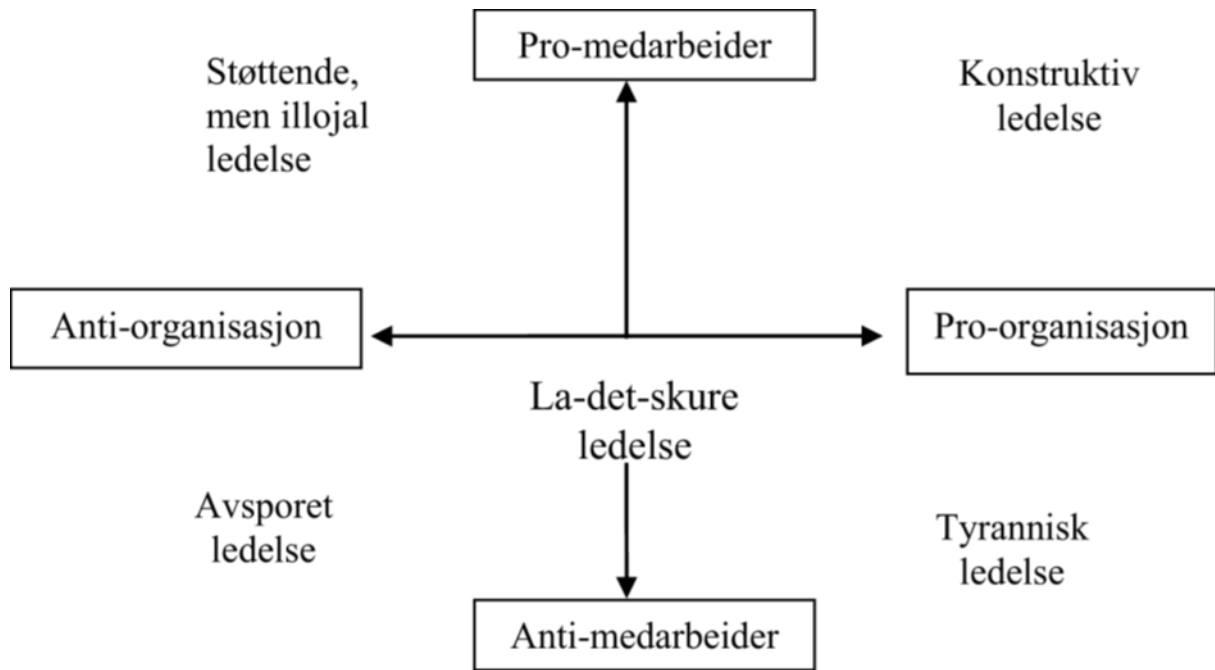 Pro-medarbeider
Støttende,
men illojal
ledelse
Konstruktiv
ledelse
Anti-organisasjon
Pro-organisasjon
La-det-skure
ledelse
Avsporet
ledelse
Tyrannisk
ledelse
Anti-medarbeider